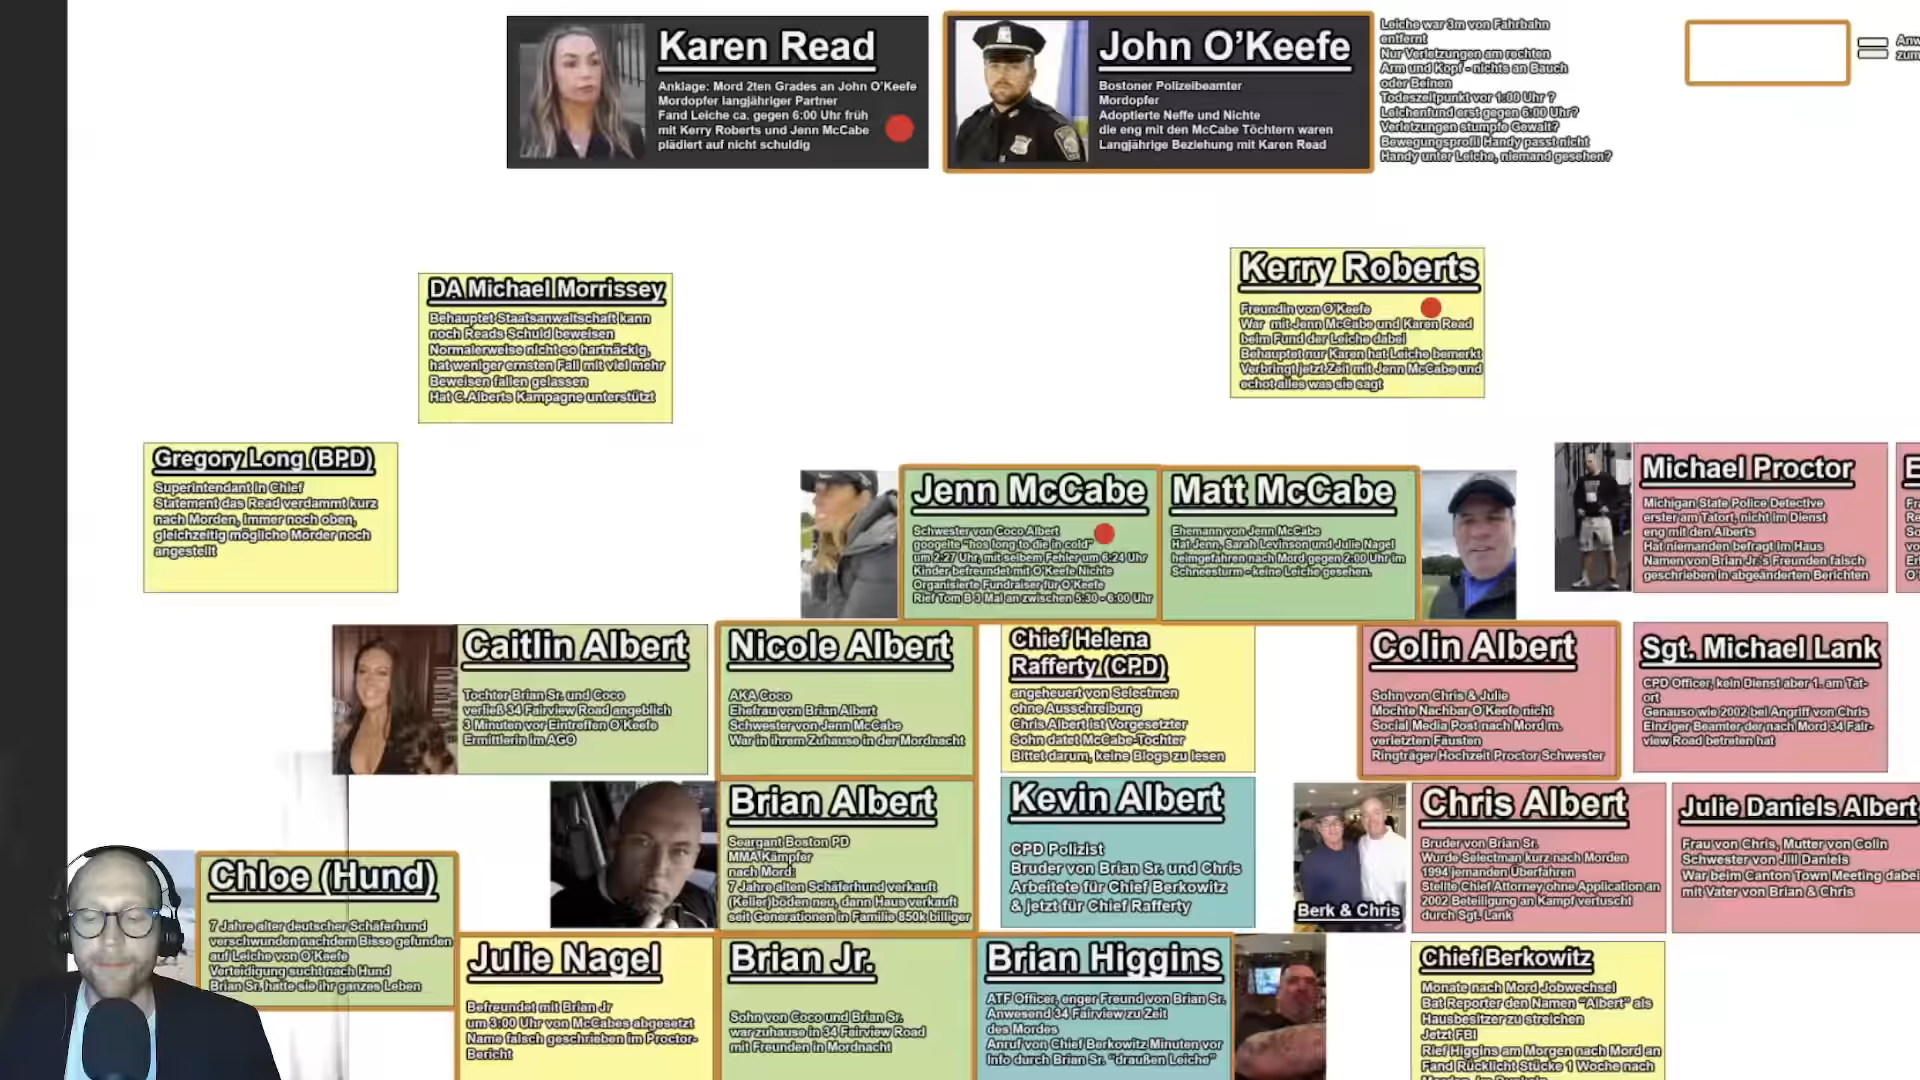 Karen Read
Anklage: Mord 2ten Grades an John O'Keefe
Mordopfer langjähriger Partner
Fand Leiche ca. gegen 6:00 Uhr früh
mit Kerry Roberts und Jenn McCabe
plädiert auf nicht schuldig
John O'Keefe
Bostoner Polizeibeamter
Mordopfer
Adoptierte Neffe und Nichte
die eng mit den McCabe Töchtern waren
Langjährige Beziehung mit Karen Read
Leiche war 3m von Fahrbahn
entfernt
Nur Verletzungen am rechten
Arm und Kopf - nichts an Bauch
oder Beinen
Todeszeitpunkt vor 1:00 Uhr ?
Leichenfund erst gegen 6:00 Uhr?
Verletzungen stumpfe Gewalt?
Bewegungsprofil Handy passt nicht
Handy unter Leiche, niemand gesehen?
DA Michael Morrissey
Behauptet Staatsanwaltschaft kann
noch Reads Schuld beweisen
Normalerweise nicht so hartnäckig,
hat weniger ernsten Fall mit viel mehr
Beweisen fallen gelassen
Hat C.Alberts Kampagne unterstützt
Kerry Roberts
Freundin von O'Keefe
War mit Jenn McCabe und Karen Read
beim Fund der Leiche dabei
Behauptet nur Karen hat Leiche bemerkt
Verbringt jetzt Zeit mit Jenn McCabe und
echot alles was sie sagt
Gregory Long (BPD)
Superintendant in Chief
Statement das Read verdammt kurz
nach Morden, immer noch oben,
gleichzeitig mögliche Mörder noch
angestellt
Jenn McCabe
Schwester von Coco Albert
googelte "hos long to die in cold"
um 2:27 Uhr, mit selbem Fehler um 6:24 Uhr
Kinder befreundet mit O'Keefe Nichte
Organisierte Fundraiser für O'Keefe
Rief Tom B 3 Mal an zwischen 5:30 - 6:00 Uhr
Matt McCabe
Ehemann von Jenn McCabe
Hat Jenn, Sarah Levinson und Julie Nagel
heimgefahren nach Mord gegen 2:00 Uhr im
Schneesturm - keine Leiche gesehen.
Michael Proctor
Michigan State Police Detective
erster am Tatort, nicht im Dienst
eng mit den Alberts
Hat niemanden befragt im Haus
Namen von Brian Jr.'s Freunden falsch
geschrieben in abgeänderten Berichten
Caitlin Albert
Tochter Brian Sr. und Coco
verließ 34 Fairview Road angeblich
3 Minuten vor Eintreffen O'Keefe
Ermittlerin im AGO
Nicole Albert
AKA Coco
Ehefrau von Brian Albert
Schwester von Jenn McCabe
War in ihrem Zuhause in der Mordnacht
Chief Helena
Rafferty (CPD)
angeheuert von Selectmen
ohne Ausschreibung
Chris Albert ist Vorgesetzter
Sohn datet McCabe-Tochter
Bittet darum, keine Blogs zu lesen
Colin Albert
Sohn von Chris & Julie
Mochte Nachbar O'Keefe nicht
Social Media Post nach Mord m.
verletzten Fäusten
Ringträger Hochzeit Proctor Schwester
Sgt. Michael Lank
CPD Officer, kein Dienst aber 1. am Tat-
ort
Genauso wie 2002 bei Angriff von Chris
Einziger Beamter der nach Mord 34 Fair-
view Road betreten hat
Brian Albert
Seargant Boston PD
MMA Kämpfer
nach Mord:
7 Jahre alten Schäferhund verkauft
(Keller)böden neu, dann Haus verkauft
seit Generationen in Familie 850k billiger
Kevin Albert
CPD Polizist
Bruder von Brian Sr. und Chris
Arbeitete für Chief Berkowitz
& jetzt für Chief Rafferty
Berk & Chris
Chris Albert
Bruder von Brian Sr.
Wurde Selectman kurz nach Morden
1994 jemanden Überfahren
Stellte Chief Attorney ohne Application an
2002 Beteiligung an Kampf vertuscht
durch Sgt. Lank
Julie Daniels Albert
Frau von Chris, Mutter von Colin
Schwester von Jill Daniels
War beim Canton Town Meeting dabei
mit Vater von Brian & Chris
Chloe (Hund)
7 Jahre alter deutscher Schäferhund
verschwunden nachdem Bisse gefunden
auf Leiche von O'Keefe
Verteidigung sucht nach Hund
Brian Sr. hatte sie ihr ganzes Leben
Julie Nagel
Befreundet mit Brian Jr
um 3:00 Uhr von McCabes abgesetzt
Name falsch geschrieben im Proctor-
Bericht
Brian Jr.
Sohn von Coco und Brian Sr.
war zuhause in 34 Fairview Road
mit Freunden in Mordnacht
Brian Higgins
ATF Officer, enger Freund von Brian Sr.
Anwesend 34 Fairview zu Zeit
des Mordes
Anruf von Chief Berkowitz Minuten vor
Info durch Brian Sr. "draußen Leiche"
Chief Berkowitz
Monate nach Mord Jobwechsel
Bat Reporter den Namen "Albert" als
Hausbesitzer zu streichen
Jetzt FBI
Rief Higgins am Morgen nach Mord an
Fand Rücklicht Stücke 1 Woche nach